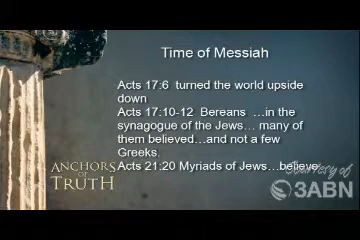 Time of Messiah
Acts 17:6 turned the world upside
down
Acts 17:10-12 Bereans …in the
synagogue of the Jews… many of
them believed…and not a few
Greeks.
Acts 21:20 Myriads of Jews…believe
ANCHORS
OF
TRUTH
Courtesy of
3ABN